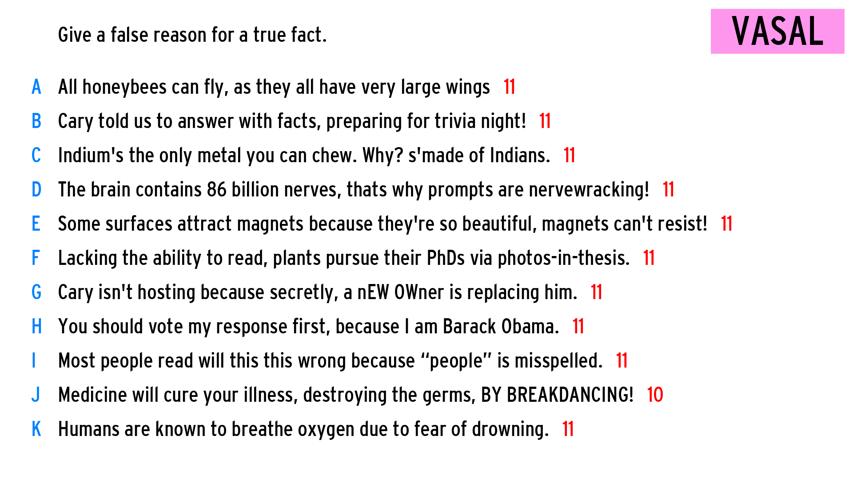 Give a false reason for a true fact.
VASAL
A All honeybees can fly, as they all have very large wings 11
B Cary told us to answer with facts, preparing for trivia night! 11
C Indium's the only metal you can chew. Why? s'made of Indians. 11
D The brain contains 86 billion nerves, thats why prompts are nervewracking! 11
E Some surfaces attract magnets because they're so beautiful, magnets can't resist! 11
F Lacking the ability to read, plants pursue their PhDs via photos-in-thesis. 11
G Cary isn't hosting because secretly, a nEW OWner is replacing him. 11
H You should vote my response first, because I am Barack Obama. 11
I Most people read will this this wrong because “people” is misspelled. 11
J Medicine will cure your illness, destroying the germs, BY BREAKDANCING! 10
K Humans are known to breathe oxygen due to fear of drowning. 11